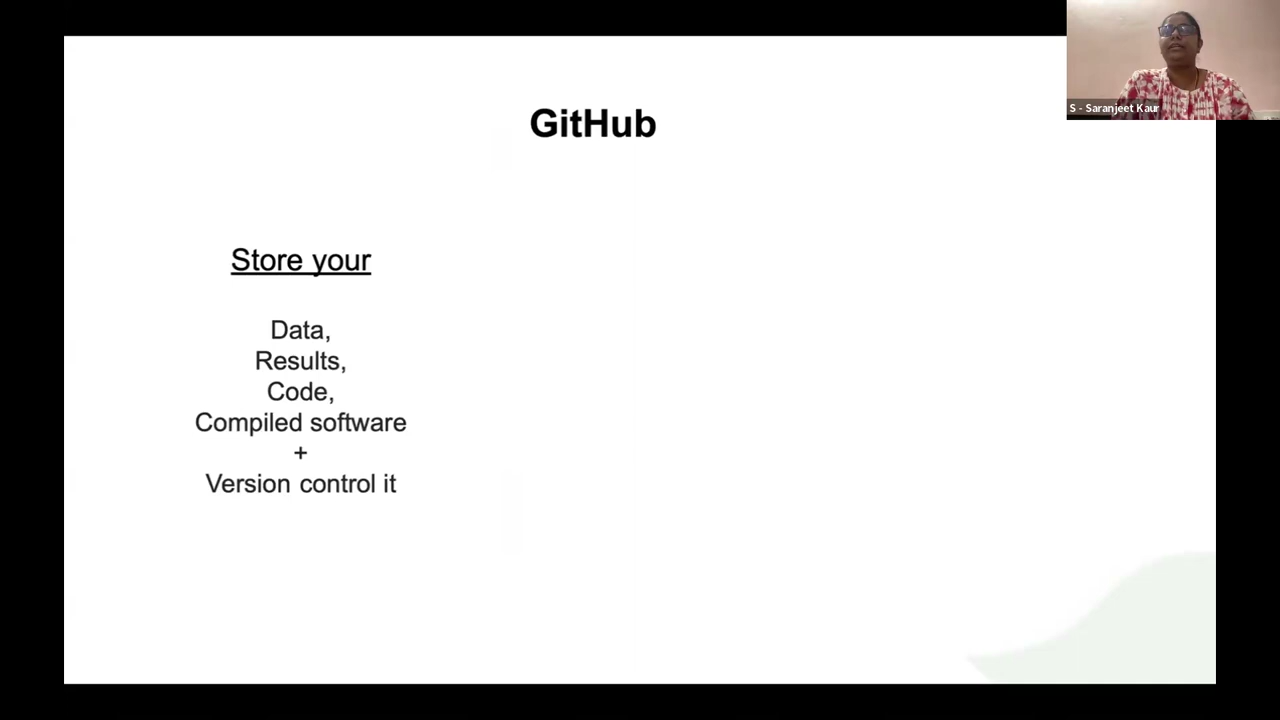 GitHub
S - Saranjeet Kaur
Store your
Data,
Results,
Code,
Compiled software
+
Version control it